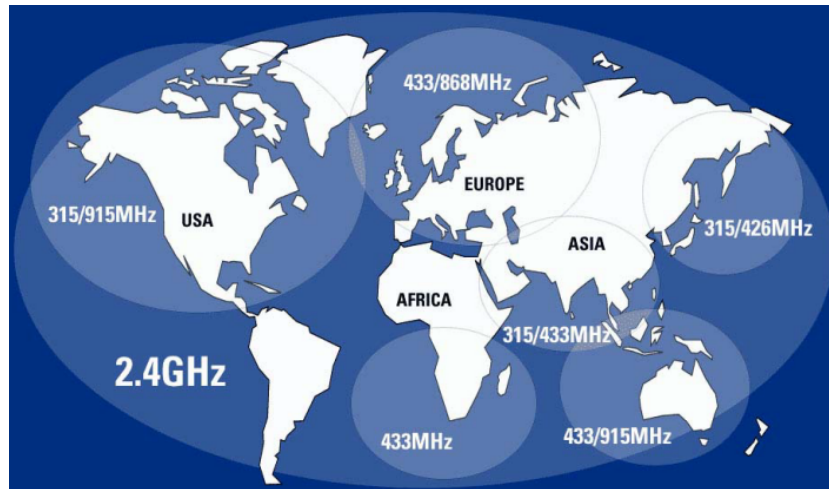 433/868MHz
EUROPE
315/915MHz
USA
315/426MHz
ASIA
AFRICA
315/433MHz
2.4GHz
433MHz
433/915MHz